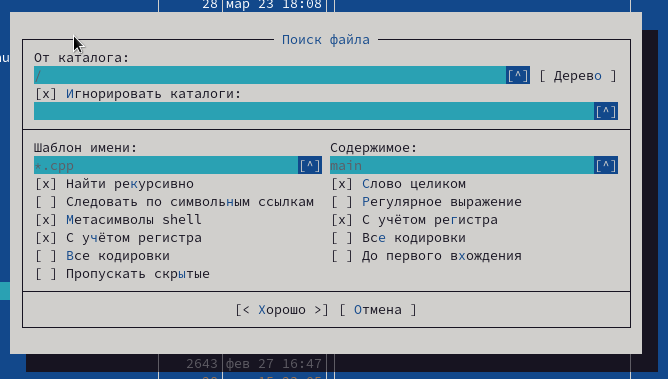 28 мар 23 18:08
Поиск файла
От каталога:
/ [^] [ Дерево ]
[x] Игнорировать каталоги:
[^]
Шаблон имени: Содержимое:
*.cpp [^] main [^]
[x] Найти рекурсивно [x] Слово целиком
[ ] Следовать по символьным ссылкам [ ] Регулярное выражение
[x] Метасимволы shell [x] С учётом регистра
[x] С учётом регистра [ ] Все кодировки
[ ] Все кодировки [ ] До первого вхождения
[ ] Пропускать скрытые
[< Хорошо >] [ Отмена ]
2643 фев 27 16:47